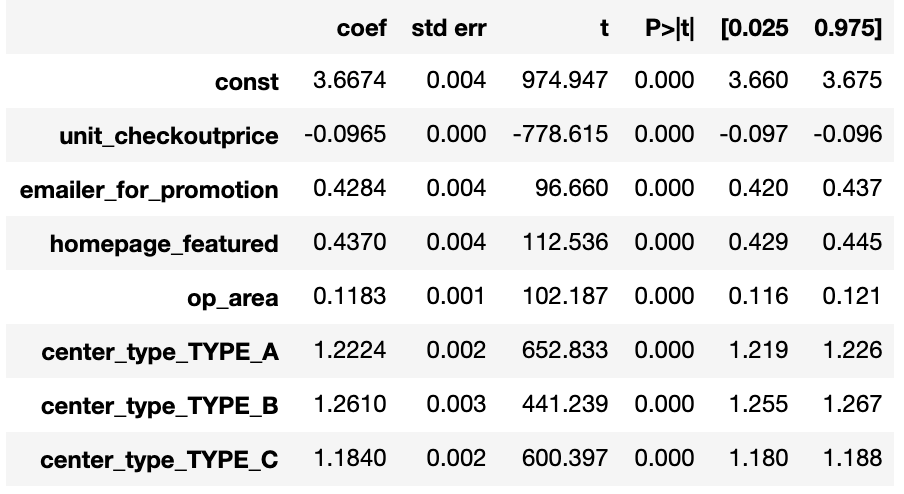 coef std err t P>|t| [0.025 0.975]
const 3.6674 0.004 974.947 0.000 3.660 3.675
unit_checkoutprice -0.0965 0.000 -778.615 0.000 -0.097 -0.096
emailer_for_promotion 0.4284 0.004 96.660 0.000 0.420 0.437
homepage_featured 0.4370 0.004 112.536 0.000 0.429 0.445
op_area 0.1183 0.001 102.187 0.000 0.116 0.121
center_type_TYPE_A 1.2224 0.002 652.833 0.000 1.219 1.226
center_type_TYPE_B 1.2610 0.003 441.239 0.000 1.255 1.267
center_type_TYPE_C 1.1840 0.002 600.397 0.000 1.180 1.188